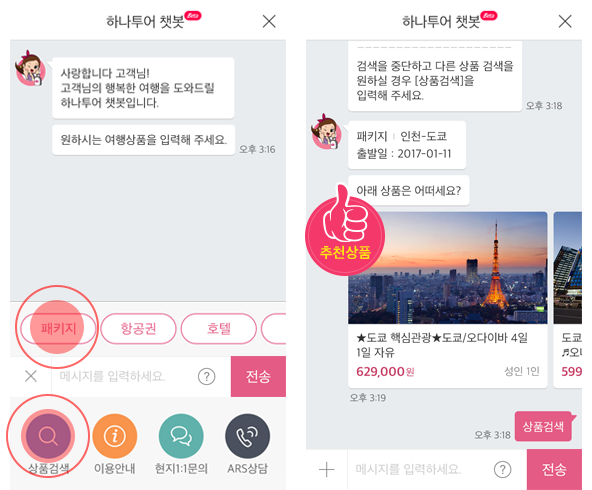 하나투어 챗봇 Beta
사랑합니다 고객님!
고객님의 행복한 여행을 도와드릴
하나투어 챗봇입니다.
원하시는 여행상품을 입력해 주세요.
오후 3:16
패키지
항공권
호텔
메시지를 입력하세요.
?
전송
상품검색
이용안내
현지1:1문의
ARS상담
하나투어 챗봇 Beta
검색을 중단하고 다른 상품 검색을
원하실 경우 [상품검색]을
입력해 주세요.
오후 3:18
패키지 | 인천-도쿄
출발일 : 2017-01-11
아래 상품은 어떠세요?
추천상품
★도쿄 핵심관광★도쿄/오다이바 4일
1일 자유
629,000원
성인 1인
도쿄
599
오후 3:19
상품검색
오후 3:18
메시지를 입력하세요.
?
전송